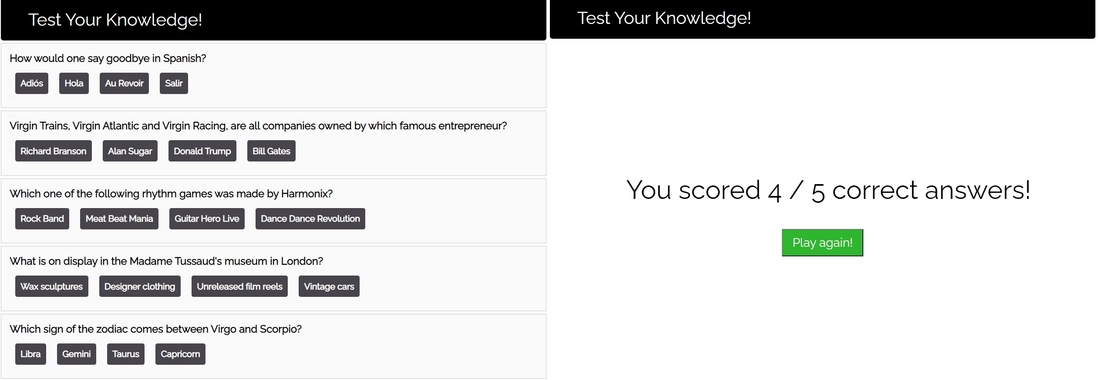 Test Your Knowledge!
How would one say goodbye in Spanish?
Adiós Hola Au Revoir Salir
Virgin Trains, Virgin Atlantic and Virgin Racing, are all companies owned by which famous entrepreneur?
Richard Branson Alan Sugar Donald Trump Bill Gates
Which one of the following rhythm games was made by Harmonix?
Rock Band Meat Beat Mania Guitar Hero Live Dance Dance Revolution
What is on display in the Madame Tussaud's museum in London?
Wax sculptures Designer clothing Unreleased film reels Vintage cars
Which sign of the zodiac comes between Virgo and Scorpio?
Libra Gemini Taurus Capricorn
Test Your Knowledge!
You scored 4 / 5 correct answers!
Play again!